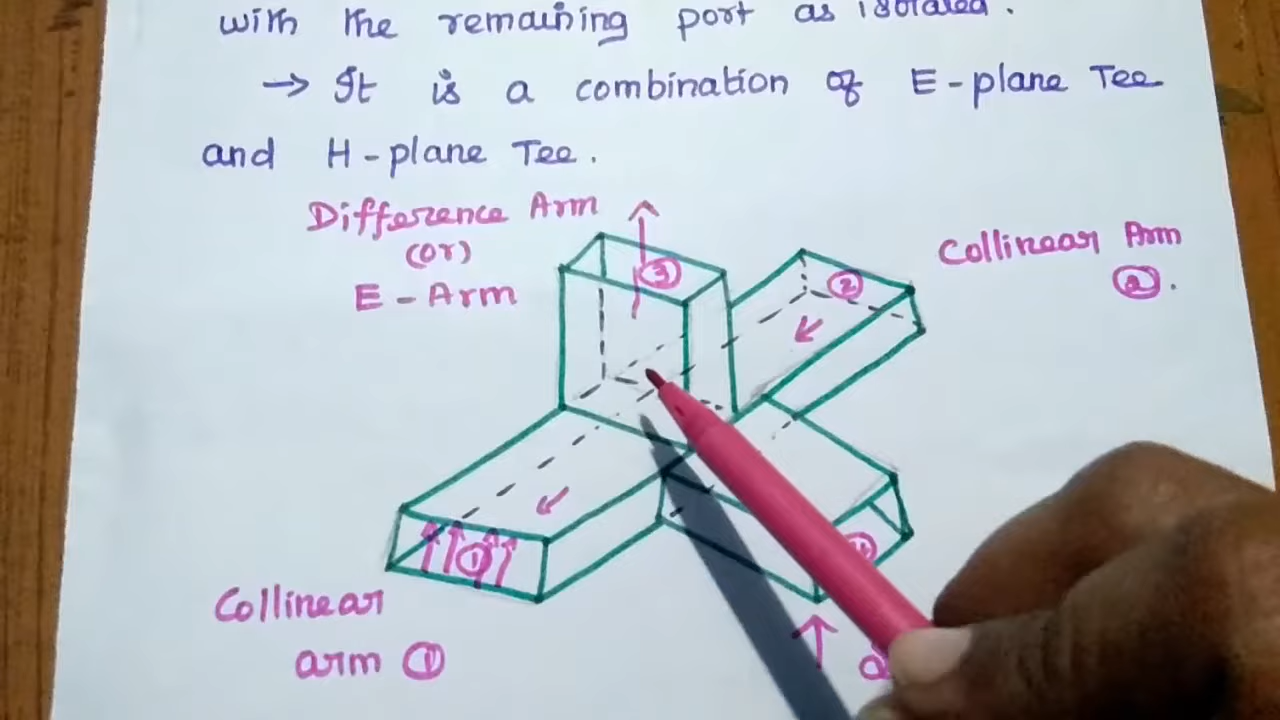 with the remaining port as isolated.
→ It is a combination of E-plane Tee
and H-plane Tee.
Difference Arm
(or)
E-Arm
Collinear Arm
②.
③
②
①
Collinear
arm ①